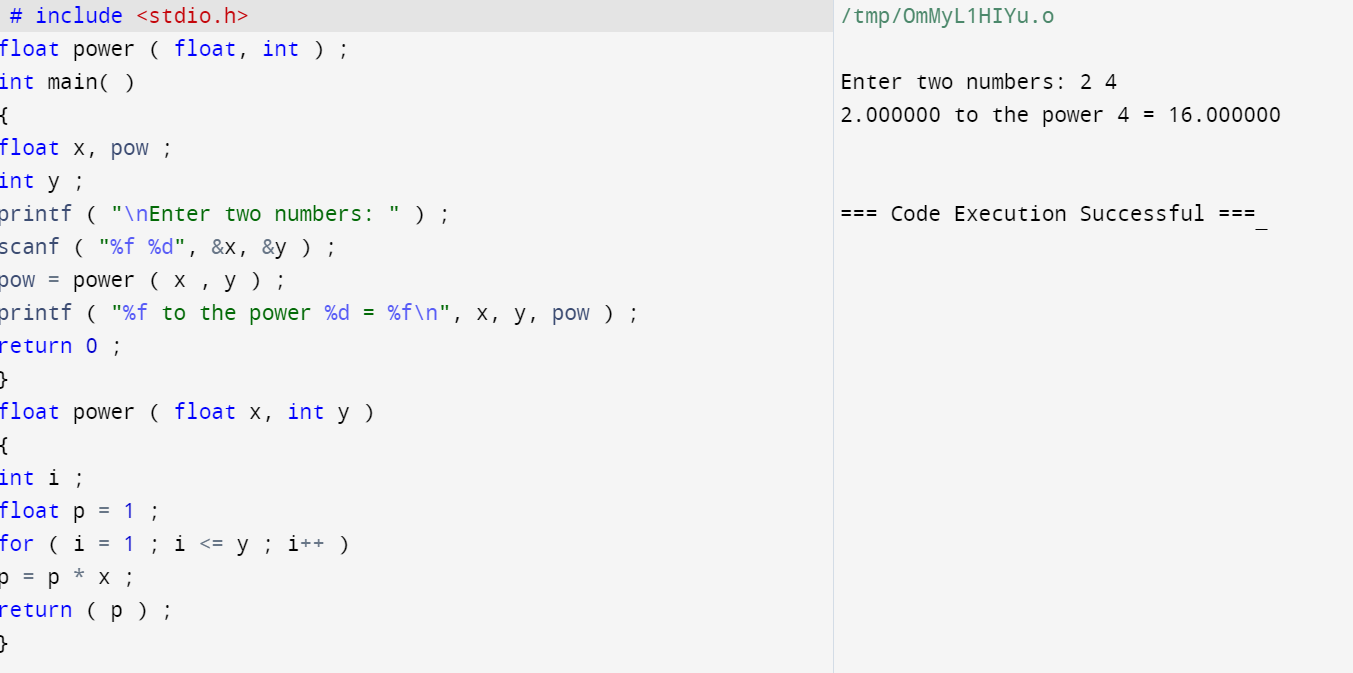 # include <stdio.h>
float power ( float, int ) ;
int main( )
{
float x, pow ;
int y ;
printf ( "\nEnter two numbers: " ) ;
scanf ( "%f %d", &x, &y ) ;
pow = power ( x , y ) ;
printf ( "%f to the power %d = %f\n", x, y, pow ) ;
return 0 ;
}
float power ( float x, int y )
{
int i ;
float p = 1 ;
for ( i = 1 ; i <= y ; i++ )
p = p * x ;
return ( p ) ;
}
/tmp/OmMyL1HIYu.o
Enter two numbers: 2 4
2.000000 to the power 4 = 16.000000
=== Code Execution Successful ===_